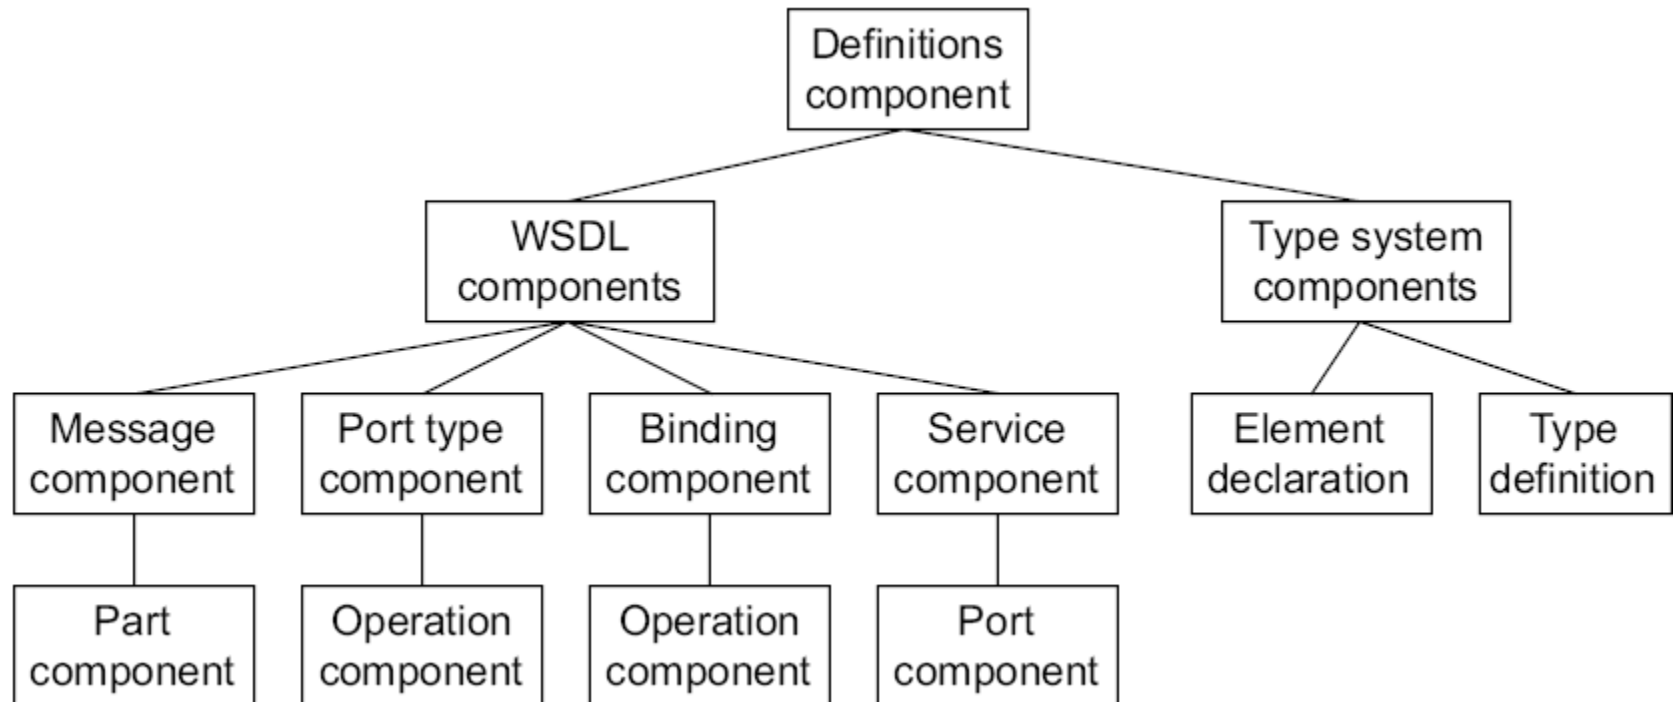 Definitions
component
WSDL
components
Type system
components
Message
component
Port type
component
Binding
component
Service
component
Element
declaration
Type
definition
Part
component
Operation
component
Operation
component
Port
component